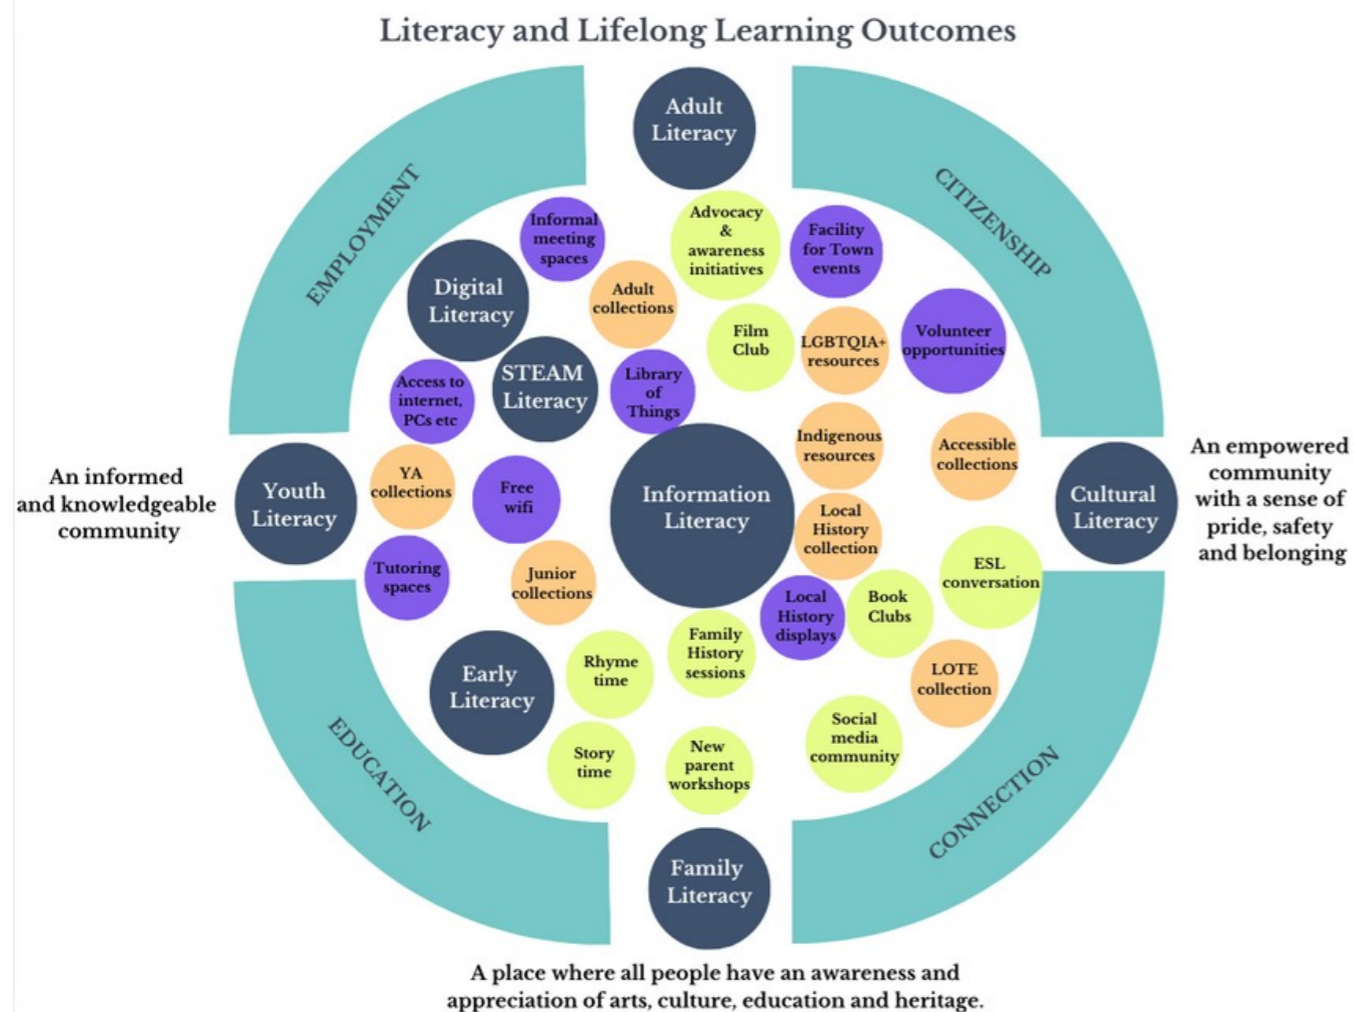 Literacy and Lifelong Learning Outcomes
Adult
Literacy
EMPLOYMENT
CITIZENSHIP
Informal
meeting
spaces
Advocacy
&
awareness
initiatives
Facility
for Town
events
Digital
Literacy
Adult
collections
Film
Club
LGBTQIA+
resources
Volunteer
opportunities
Access to
internet,
PCs etc
STEAM
Literacy
Library
of
Things
Indigenous
resources
Accessible
collections
An informed
and knowledgeable
community
Youth
Literacy
YA
collections
Free
wifi
Information
Literacy
Local
History
collection
Cultural
Literacy
An empowered
community
with a sense of
pride, safety
and belonging
Tutoring
spaces
Junior
collections
Local
History
displays
Book
Clubs
ESL
conversation
Early
Literacy
Rhyme
time
Family
History
sessions
LOTE
collection
Story
time
New
parent
workshops
Social
media
community
EDUCATION
CONNECTION
Family
Literacy
A place where all people have an awareness and
appreciation of arts, culture, education and heritage.